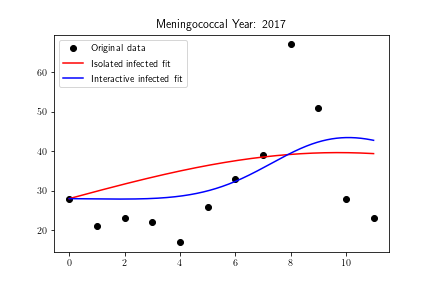 Meningococcal Year: 2017
Original data
Isolated infected fit
Interactive infected fit
60
50
40
30
20
0 2 4 6 8 10